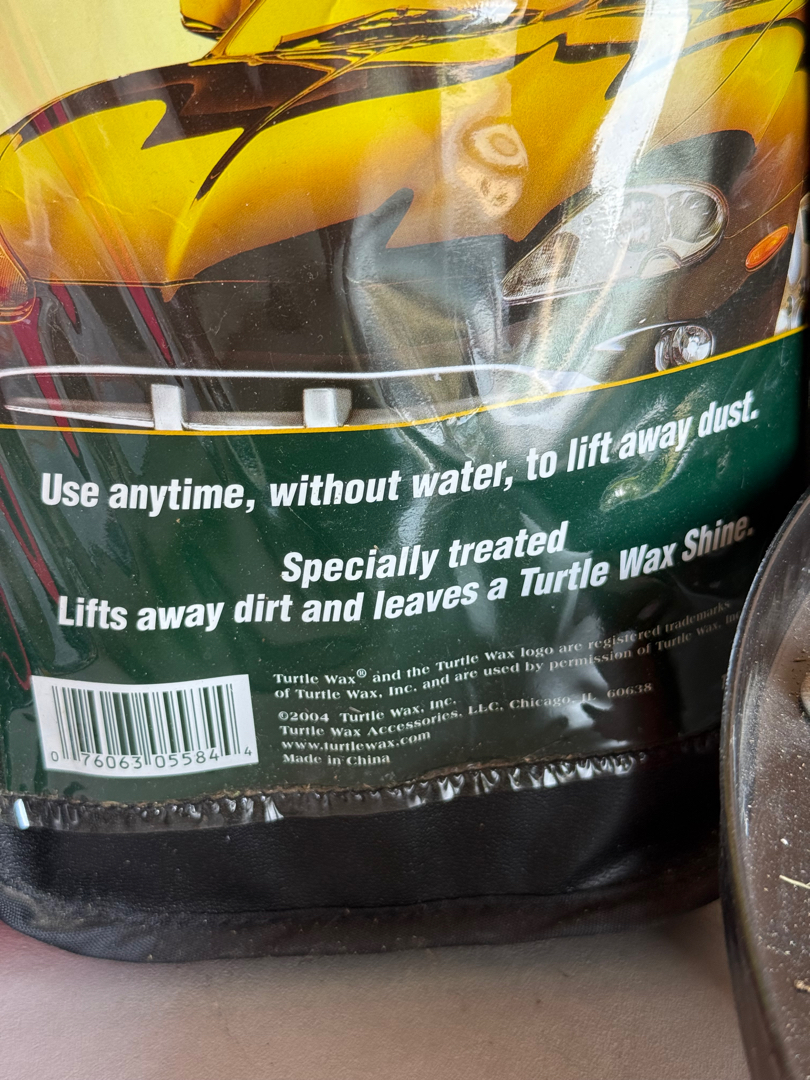 Use anytime, without water, to lift away dust.
Specially treated
Lifts away dirt and leaves a Turtle Wax Shine.
Turtle Wax® and the Turtle Wax logo are registered trademarks
of Turtle Wax, Inc. and are used by permission of Turtle Wax,
©2004 Turtle Wax, Inc.
Turtle Wax Accessories, LLC, Chicago, IL 60638
www.turtlewax.com
Made in China
0 76063 05584 4